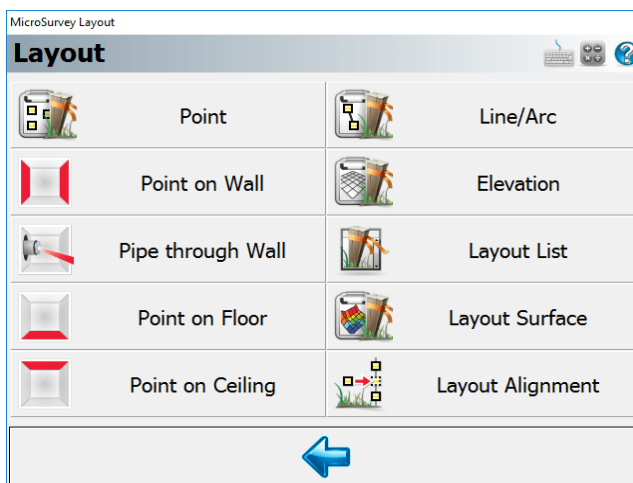 MicroSurvey Layout
Layout
Point
Line/Arc
Point on Wall
Elevation
Pipe through Wall
Layout List
Point on Floor
Layout Surface
Point on Ceiling
Layout Alignment